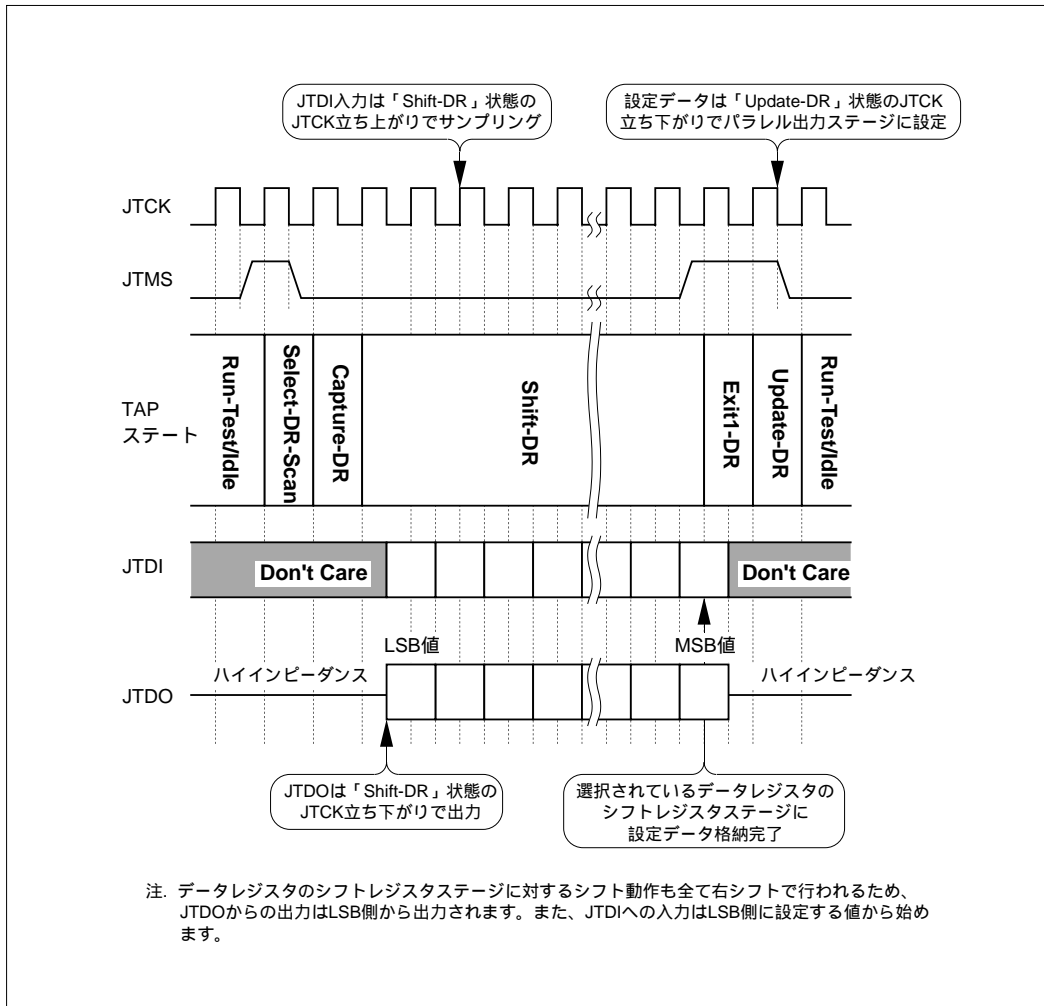 JTDI入力は「Shift-DR」状態の
JTCK立ち上がりでサンプリング
設定データは「Update-DR」状態のJTCK
立ち下がりでパラレル出力ステージに設定
JTCK
JTMS
TAP
ステート
Run-Test/Idle
Select-DR-Scan
Capture-DR
Shift-DR
Exit1-DR
Update-DR
Run-Test/Idle
JTDI
Don't Care
Don't Care
LSB値
MSB値
JTDO
ハイインピーダンス
ハイインピーダンス
JTDOは「Shift-DR」状態の
JTCK立ち下がりで出力
選択されているデータレジスタの
シフトレジスタステージに
設定データ格納完了
注. データレジスタのシフトレジスタステージに対するシフト動作も全て右シフトで行われるため、
JTDOからの出力はLSB側から出力されます。また、JTDIへの入力はLSB側に設定する値から始め
ます。